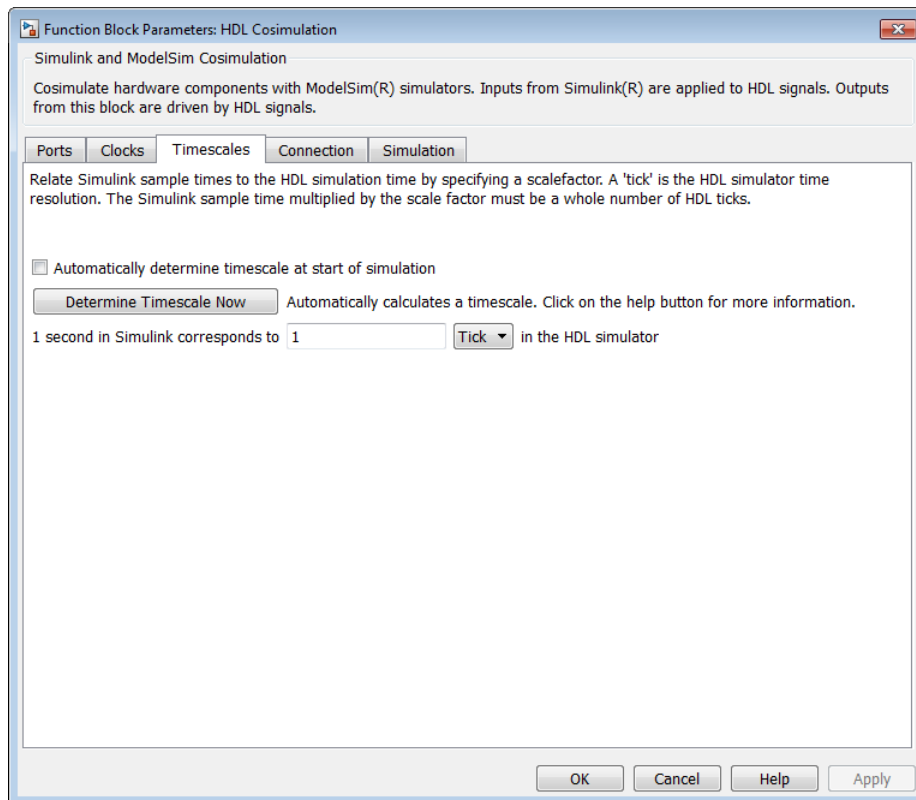 Function Block Parameters: HDL Cosimulation
Simulink and ModelSim Cosimulation
Cosimulate hardware components with ModelSim(R) simulators. Inputs from Simulink(R) are applied to HDL signals. Outputs
from this block are driven by HDL signals.
Ports Clocks Timescales Connection Simulation
Relate Simulink sample times to the HDL simulation time by specifying a scalefactor. A 'tick' is the HDL simulator time
resolution. The Simulink sample time multiplied by the scale factor must be a whole number of HDL ticks.
Automatically determine timescale at start of simulation
Determine Timescale Now Automatically calculates a timescale. Click on the help button for more information.
1 second in Simulink corresponds to 1 Tick in the HDL simulator
OK Cancel Help Apply